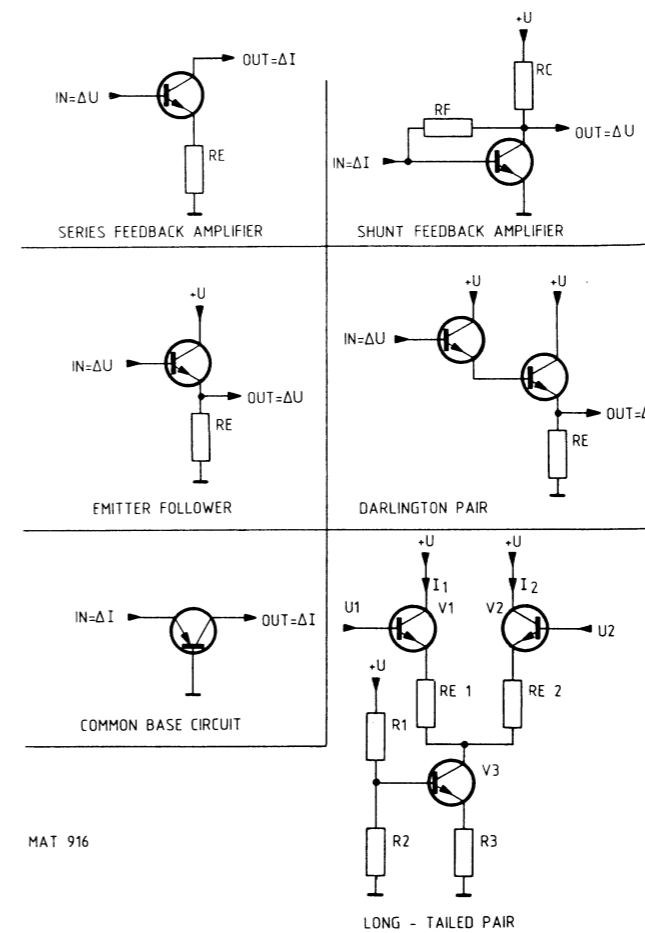 OUT=ΔI
IN=ΔU
RE
SERIES FEEDBACK AMPLIFIER
+U
RC
RF
OUT=ΔU
IN=ΔI
SHUNT FEEDBACK AMPLIFIER
+U
IN=ΔU
OUT=ΔU
RE
EMITTER FOLLOWER
+U +U
IN=ΔU
OUT=Δ
RE
DARLINGTON PAIR
IN=ΔI OUT=ΔI
COMMON BASE CIRCUIT
+U +U
I1 I2
U1 V1 V2 U2
+U
RE 1 RE 2
R1
V3
R2 R3
LONG - TAILED PAIR
MAT 916